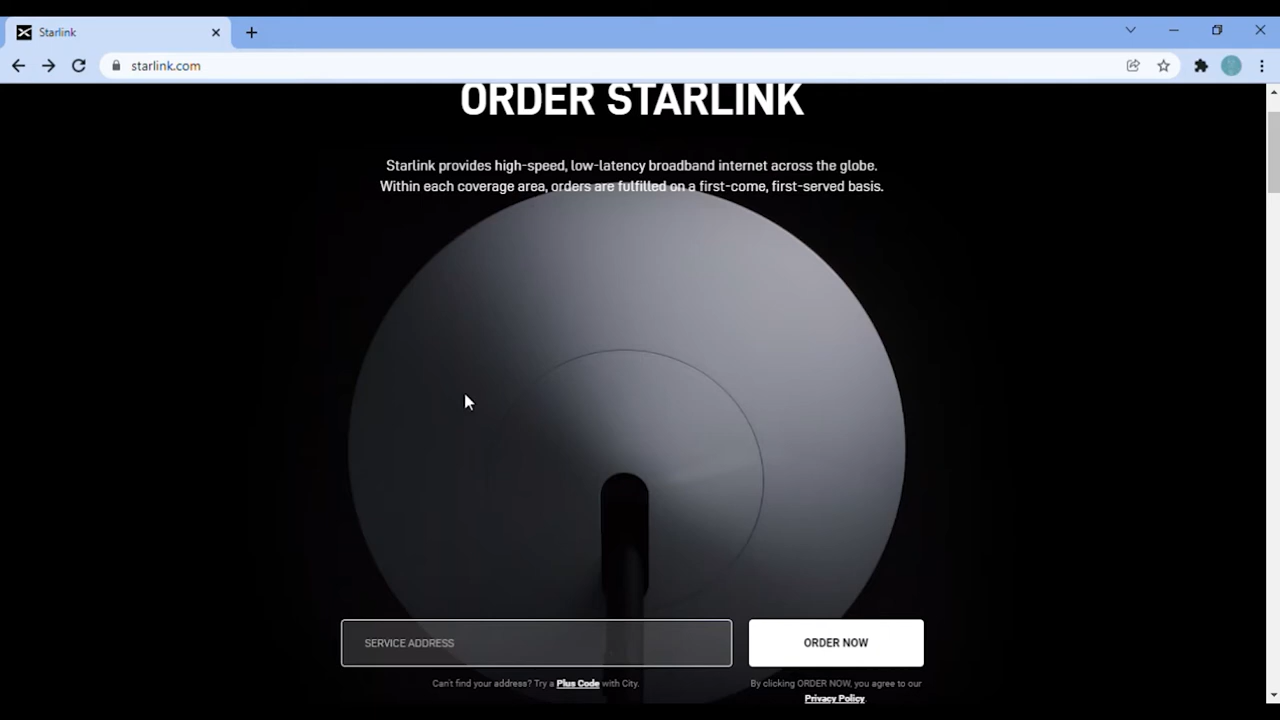 Starlink
starlink.com
ORDER STARLINK
Starlink provides high-speed, low-latency broadband internet across the globe.
Within each coverage area, orders are fulfilled on a first-come, first-served basis.
SERVICE ADDRESS
ORDER NOW
Can't find your address? Try a Plus Code with City.
By clicking ORDER NOW, you agree to our
Privacy Policy